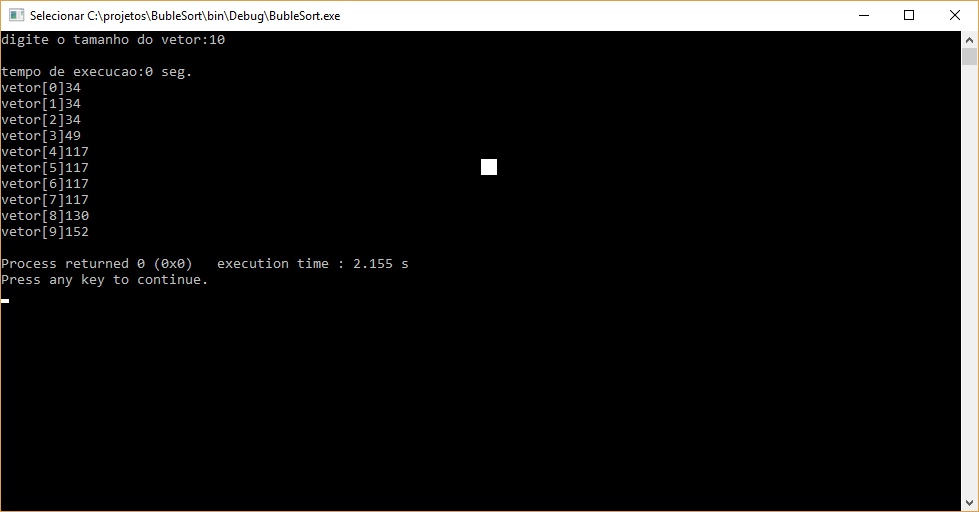 Selecionar C:\projetos\BubleSort\bin\Debug\BubleSort.exe
digite o tamanho do vetor:10
tempo de execucao:0 seg.
vetor[0]34
vetor[1]34
vetor[2]34
vetor[3]49
vetor[4]117
vetor[5]117
vetor[6]117
vetor[7]117
vetor[8]130
vetor[9]152
Process returned 0 (0x0)   execution time : 2.155 s
Press any key to continue.